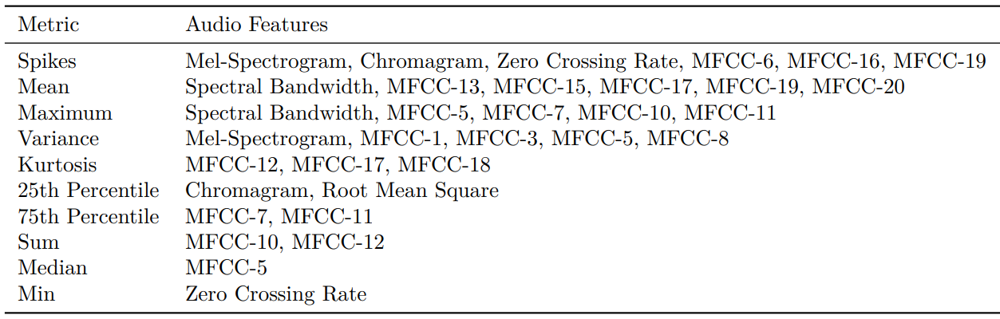 Metric Audio Features
Spikes Mel-Spectrogram, Chromagram, Zero Crossing Rate, MFCC-6, MFCC-16, MFCC-19
Mean Spectral Bandwidth, MFCC-13, MFCC-15, MFCC-17, MFCC-19, MFCC-20
Maximum Spectral Bandwidth, MFCC-5, MFCC-7, MFCC-10, MFCC-11
Variance Mel-Spectrogram, MFCC-1, MFCC-3, MFCC-5, MFCC-8
Kurtosis MFCC-12, MFCC-17, MFCC-18
25th Percentile Chromagram, Root Mean Square
75th Percentile MFCC-7, MFCC-11
Sum MFCC-10, MFCC-12
Median MFCC-5
Min Zero Crossing Rate